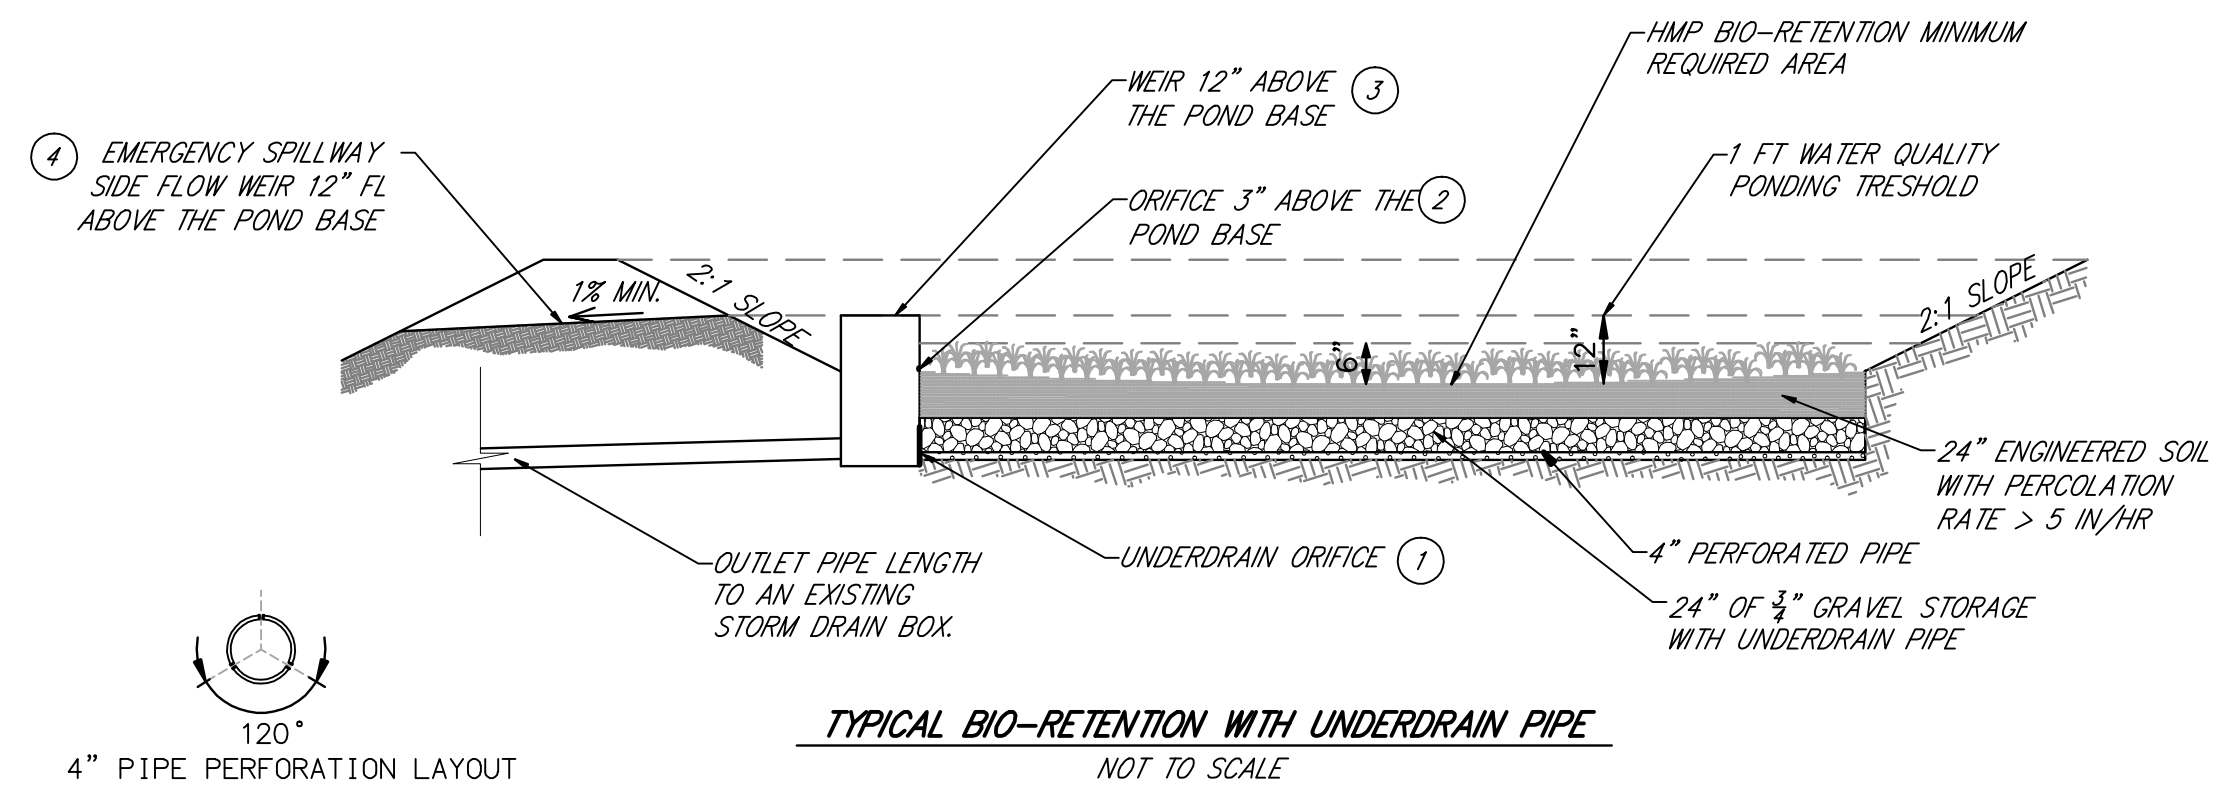 HMP BIO-RETENTION MINIMUM
REQUIRED AREA
WEIR 12" ABOVE
THE POND BASE
3
4
EMERGENCY SPILLWAY
SIDE FLOW WEIR 12" FL
ABOVE THE POND BASE
1 FT WATER QUALITY
PONDING TRESHOLD
ORIFICE 3" ABOVE THE
POND BASE
2
2:1 SLOPE
1% MIN.
2:1 SLOPE
6"
12"
24" ENGINEERED SOIL
WITH PERCOLATION
RATE > 5 IN/HR
4" PERFORATED PIPE
UNDERDRAIN ORIFICE
1
OUTLET PIPE LENGTH
TO AN EXISTING
STORM DRAIN BOX.
24" OF 3/4" GRAVEL STORAGE
WITH UNDERDRAIN PIPE
120°
4" PIPE PERFORATION LAYOUT
TYPICAL BIO-RETENTION WITH UNDERDRAIN PIPE
NOT TO SCALE